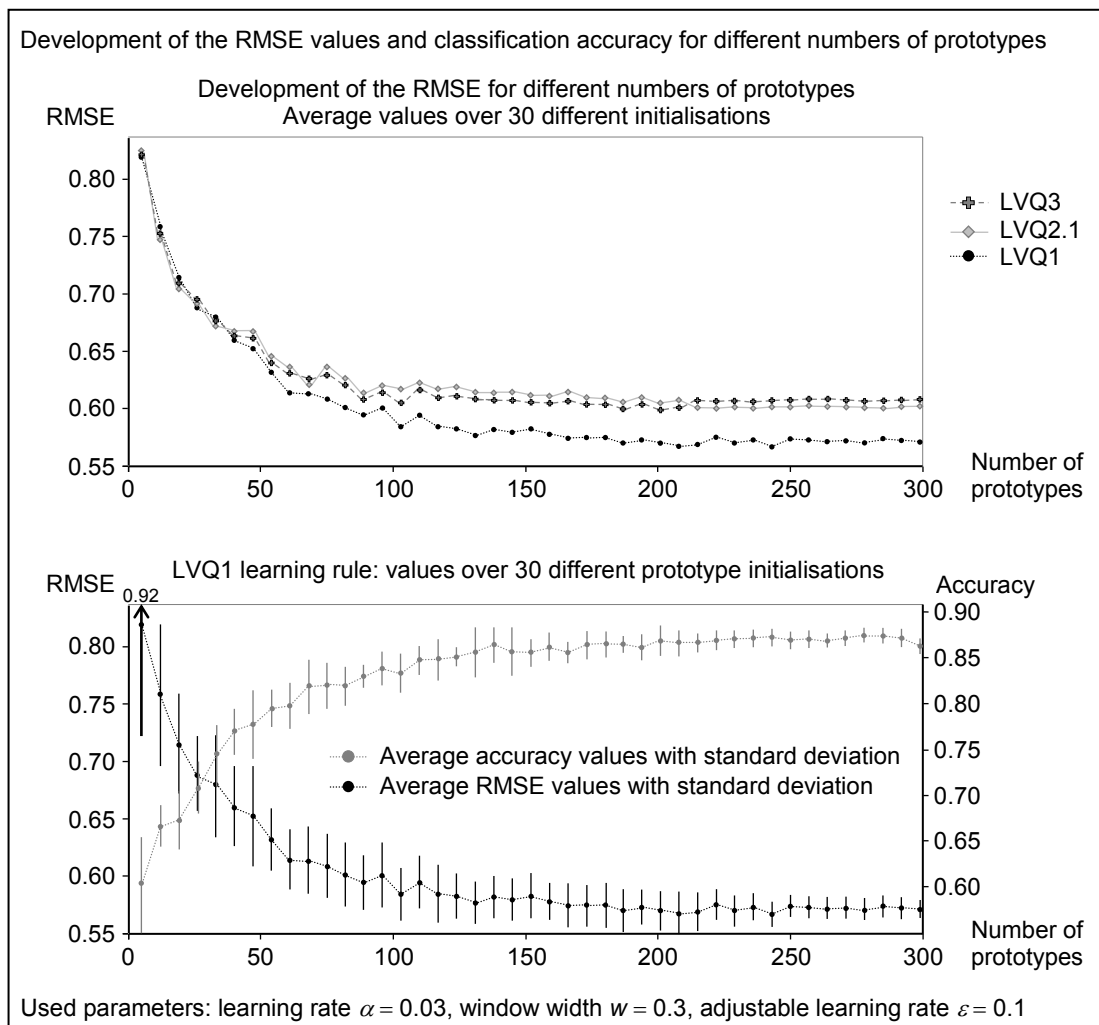 Development of the RMSE values and classification accuracy for different numbers of prototypes
Development of the RMSE for different numbers of prototypes
RMSE
Average values over 30 different initialisations
0.80
0.75
0.70
0.65
0.60
0.55
LVQ3
LVQ2.1
LVQ1
0 50 100 150 200 250 300
Number of
prototypes
LVQ1 learning rule: values over 30 different prototype initialisations
RMSE
Accuracy
0.92
0.80
0.75
0.70
0.65
0.60
0.55
0.90
0.85
0.80
0.75
0.70
0.65
0.60
Average accuracy values with standard deviation
Average RMSE values with standard deviation
0 50 100 150 200 250 300
Number of
prototypes
Used parameters: learning rate α = 0.03, window width w = 0.3, adjustable learning rate ε = 0.1